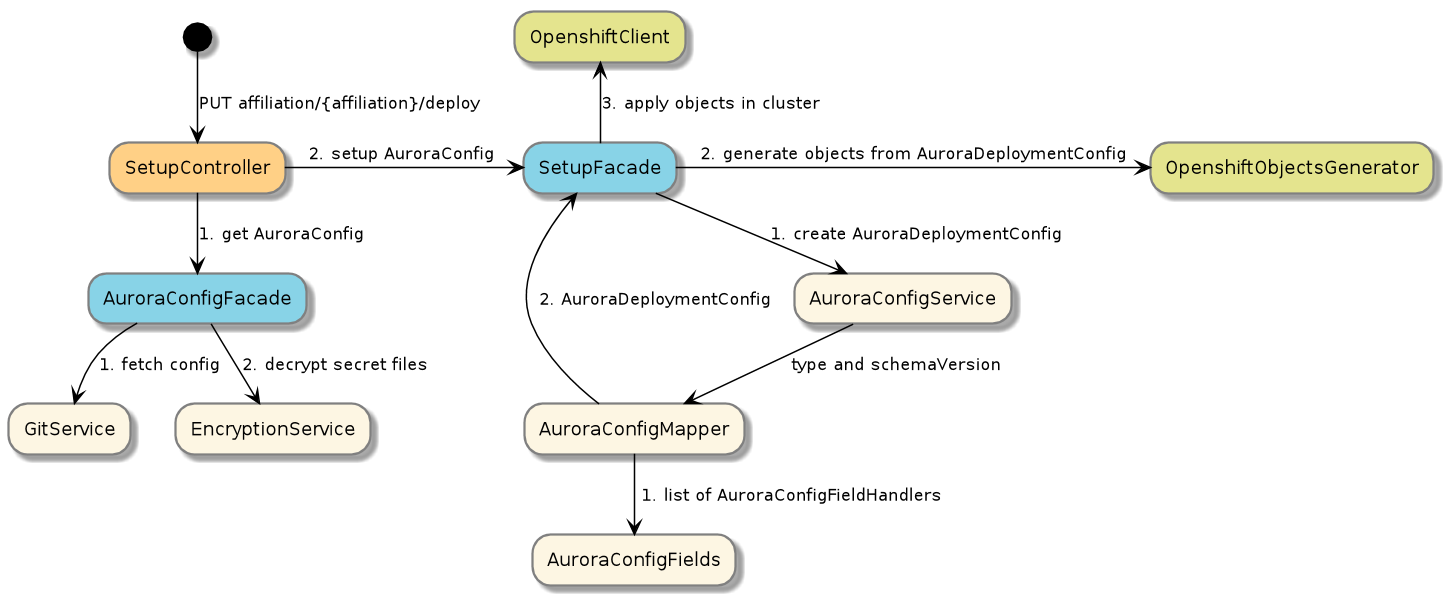 OpenshiftClient
PUT affiliation/{affiliation}/deploy
3. apply objects in cluster
SetupController
2. setup AuroraConfig
SetupFacade
2. generate objects from AuroraDeploymentConfig
OpenshiftObjectsGenerator
1. get AuroraConfig
1. create AuroraDeploymentConfig
AuroraConfigFacade
2. AuroraDeploymentConfig
AuroraConfigService
1. fetch config
2. decrypt secret files
type and schemaVersion
GitService
EncryptionService
AuroraConfigMapper
1. list of AuroraConfigFieldHandlers
AuroraConfigFields